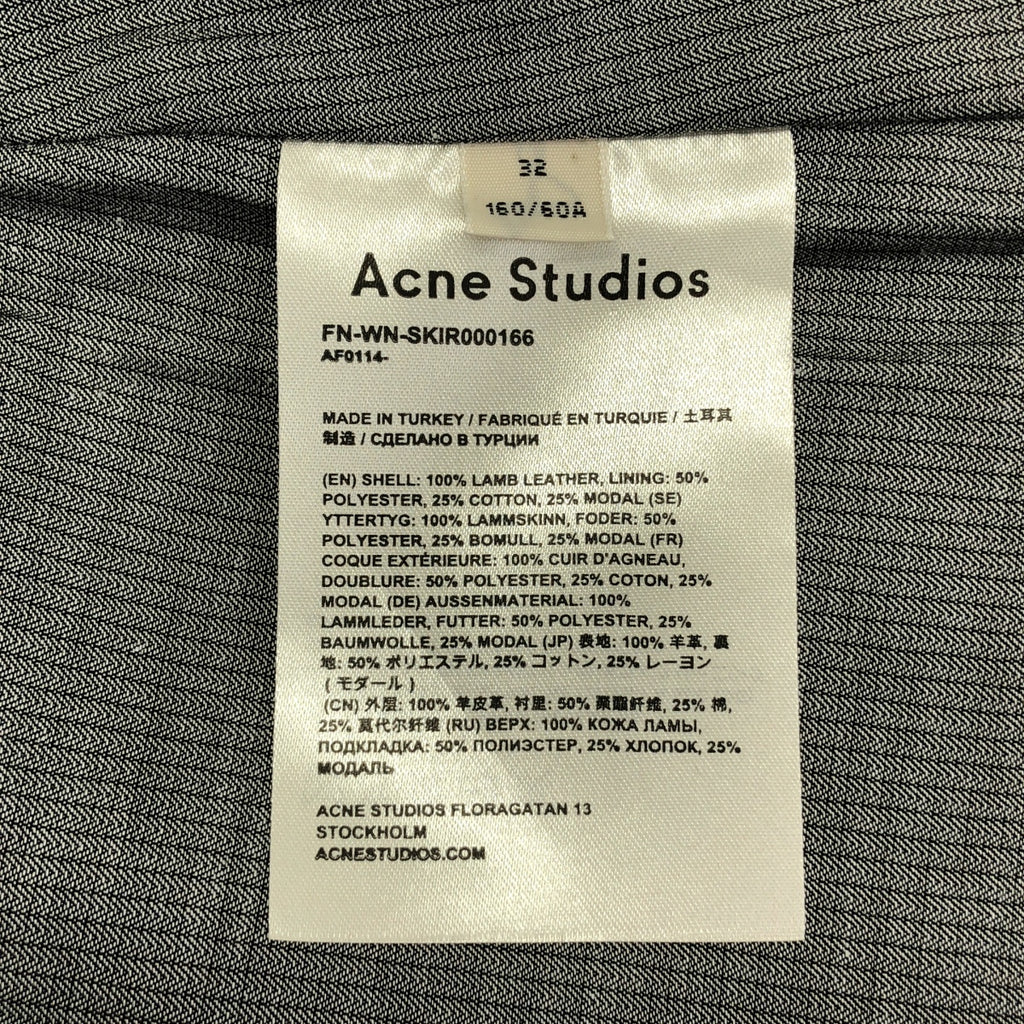 32
160/60A
Acne Studios
FN-WN-SKIR000166
AF0114-
MADE IN TURKEY / FABRIQUÉ EN TURQUIE / 土耳其
制造 / СДЕЛАНО В ТУРЦИИ
(EN) SHELL: 100% LAMB LEATHER, LINING: 50%
POLYESTER, 25% COTTON, 25% MODAL (SE)
YTTERTYG: 100% LAMMSKINN, FODER: 50%
POLYESTER, 25% BOMULL, 25% MODAL (FR)
COQUE EXTÉRIEURE: 100% CUIR D'AGNEAU,
DOUBLURE: 50% POLYESTER, 25% COTON, 25%
MODAL (DE) AUSSENMATERIAL: 100%
LAMMLEDER, FUTTER: 50% POLYESTER, 25%
BAUMWOLLE, 25% MODAL (JP) 表地: 100% 羊革, 裏
地: 50% ポリエステル, 25% コットン, 25% レーヨン
( モダール )
(CN) 外层: 100% 羊皮革, 衬里: 50% 聚酯纤维, 25% 棉,
25% 莫代尔纤维 (RU) ВЕРХ: 100% КОЖА ЛАМЫ,
ПОДКЛАДКА: 50% ПОЛИЭСТЕР, 25% ХЛОПОК, 25%
МОДАЛЬ
ACNE STUDIOS FLORAGATAN 13
STOCKHOLM
ACNESTUDIOS.COM